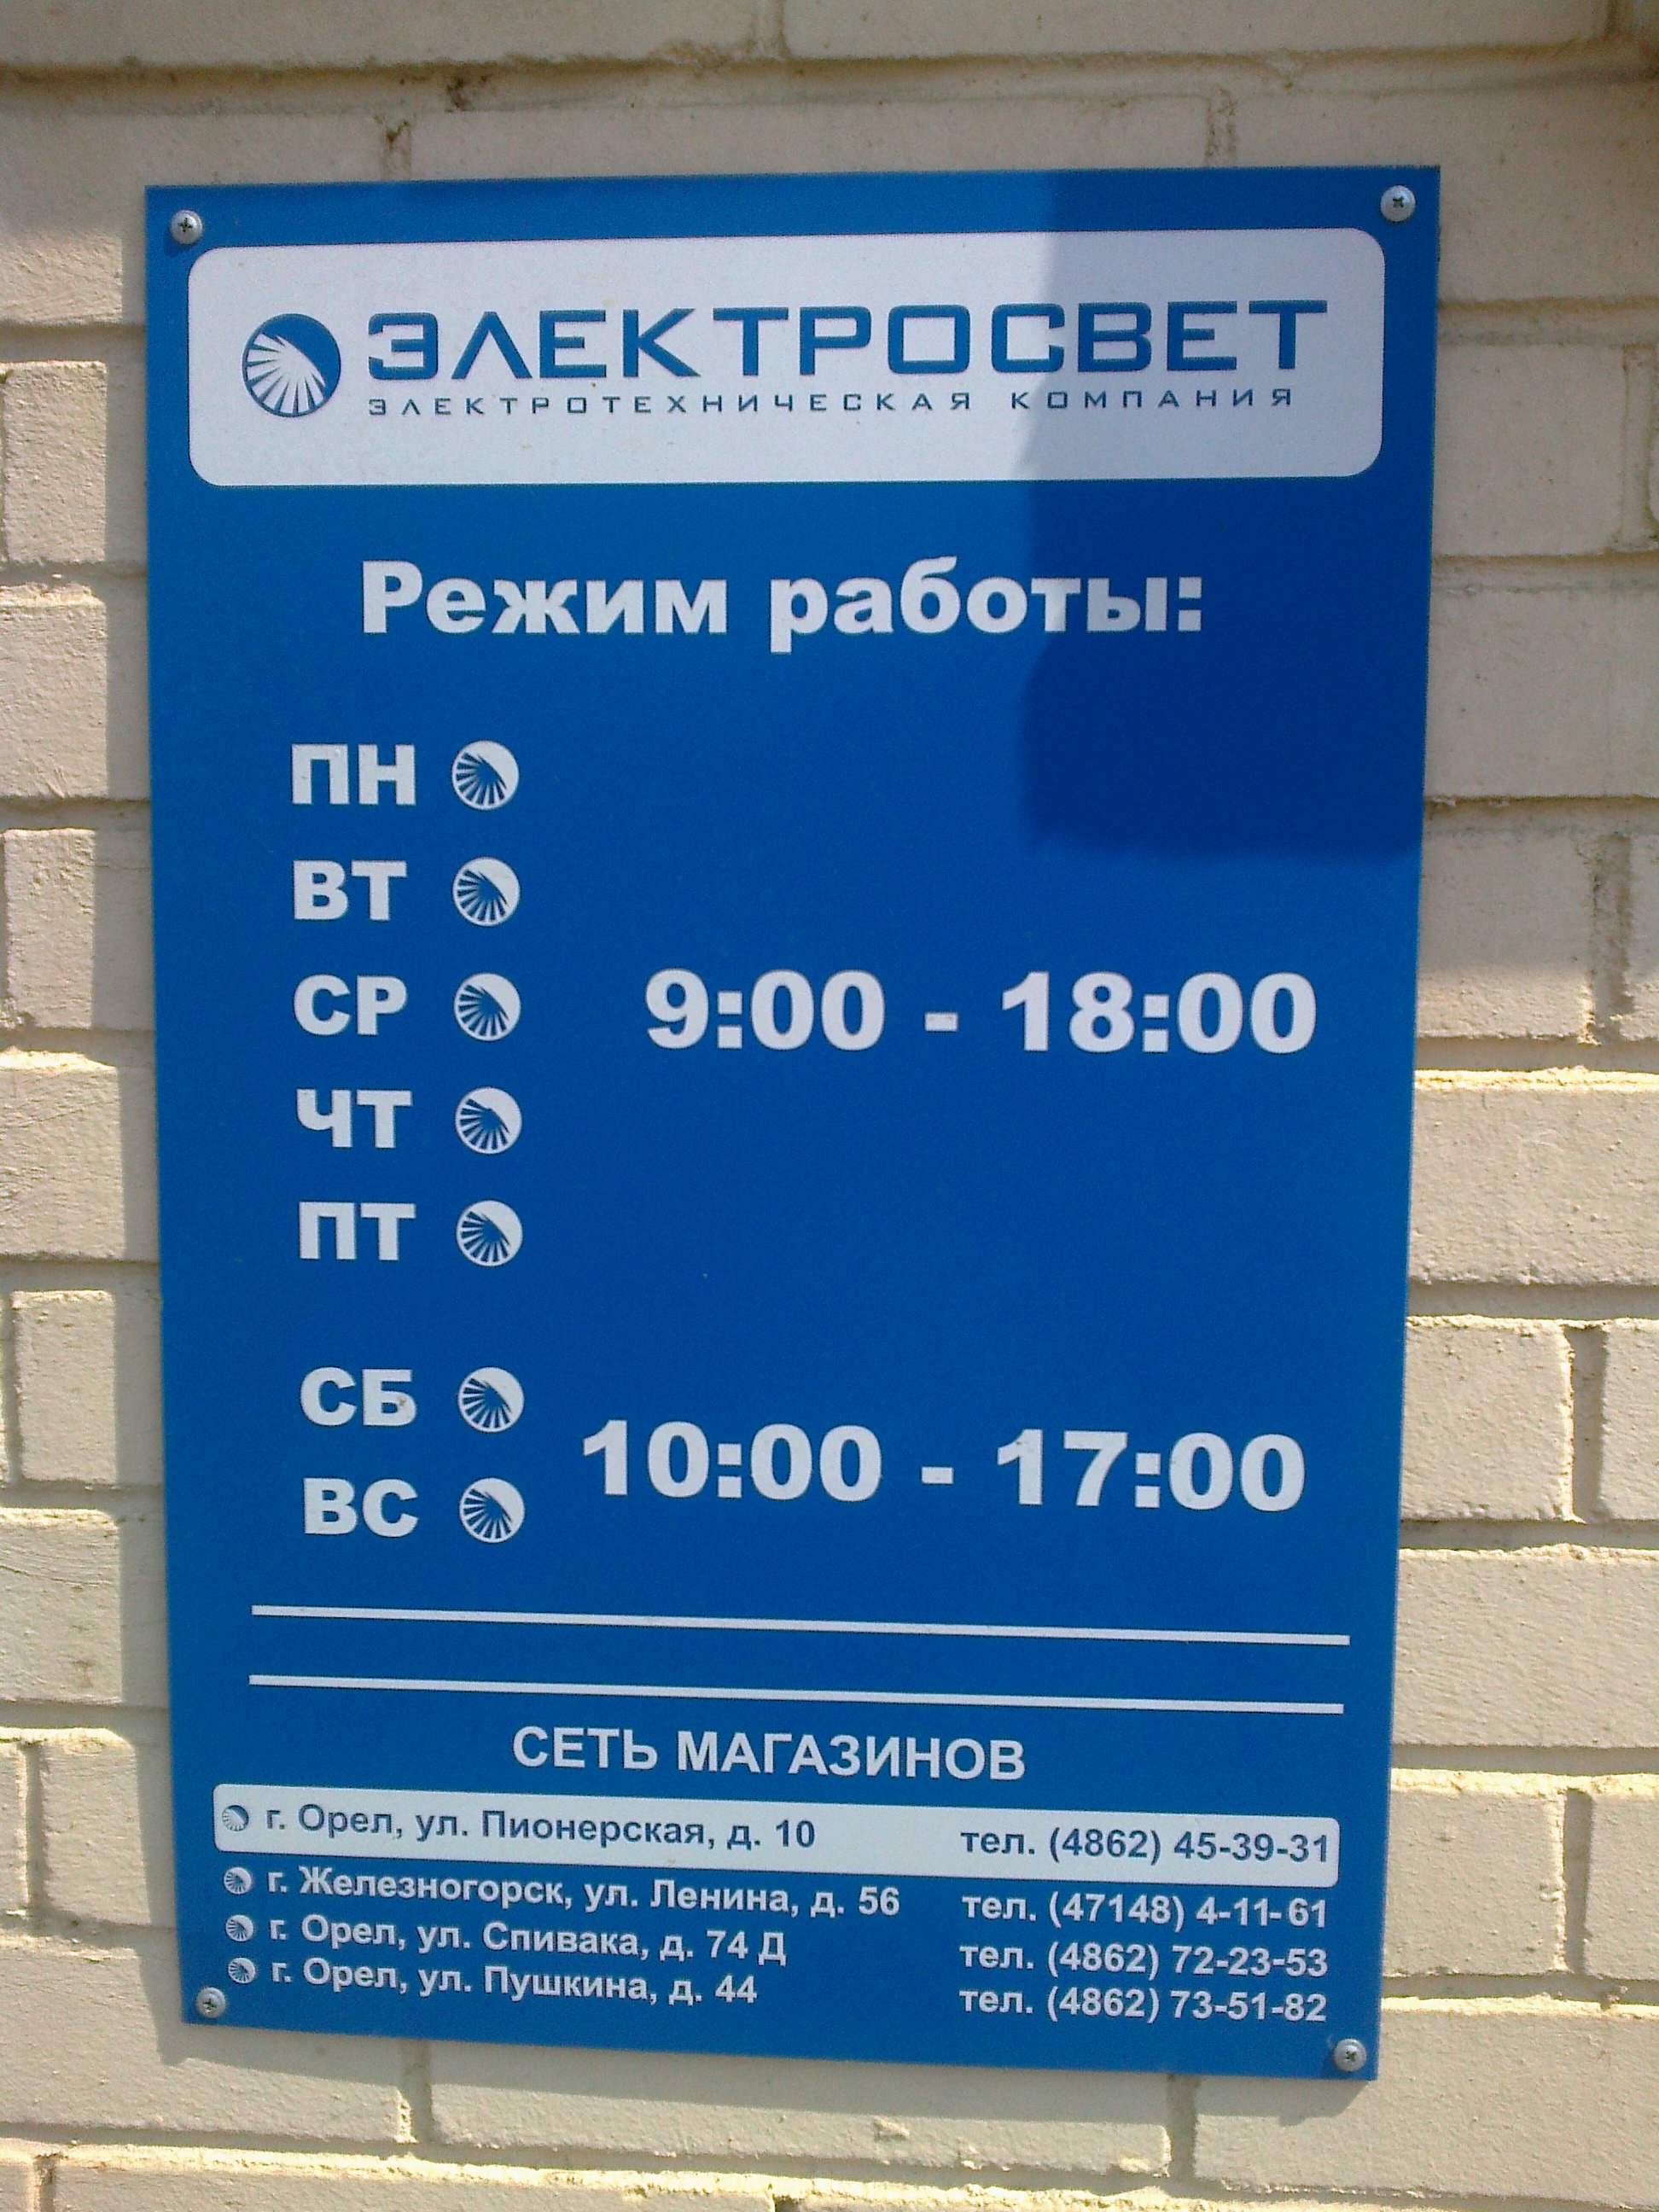 ЭЛЕКТРОСВЕТ
ЭЛЕКТРОТЕХНИЧЕСКАЯ КОМПАНИЯ
Режим работы:
ПН
ВТ
СР 9:00 - 18:00
ЧТ
ПТ
СБ
10:00 - 17:00
ВС
СЕТЬ МАГАЗИНОВ
г. Орел, ул. Пионерская, д. 10 тел. (4862) 45-39-31
г. Железногорск, ул. Ленина, д. 56 тел. (47148) 4-11-61
г. Орел, ул. Спивака, д. 74 Д тел. (4862) 72-23-53
г. Орел, ул. Пушкина, д. 44 тел. (4862) 73-51-82